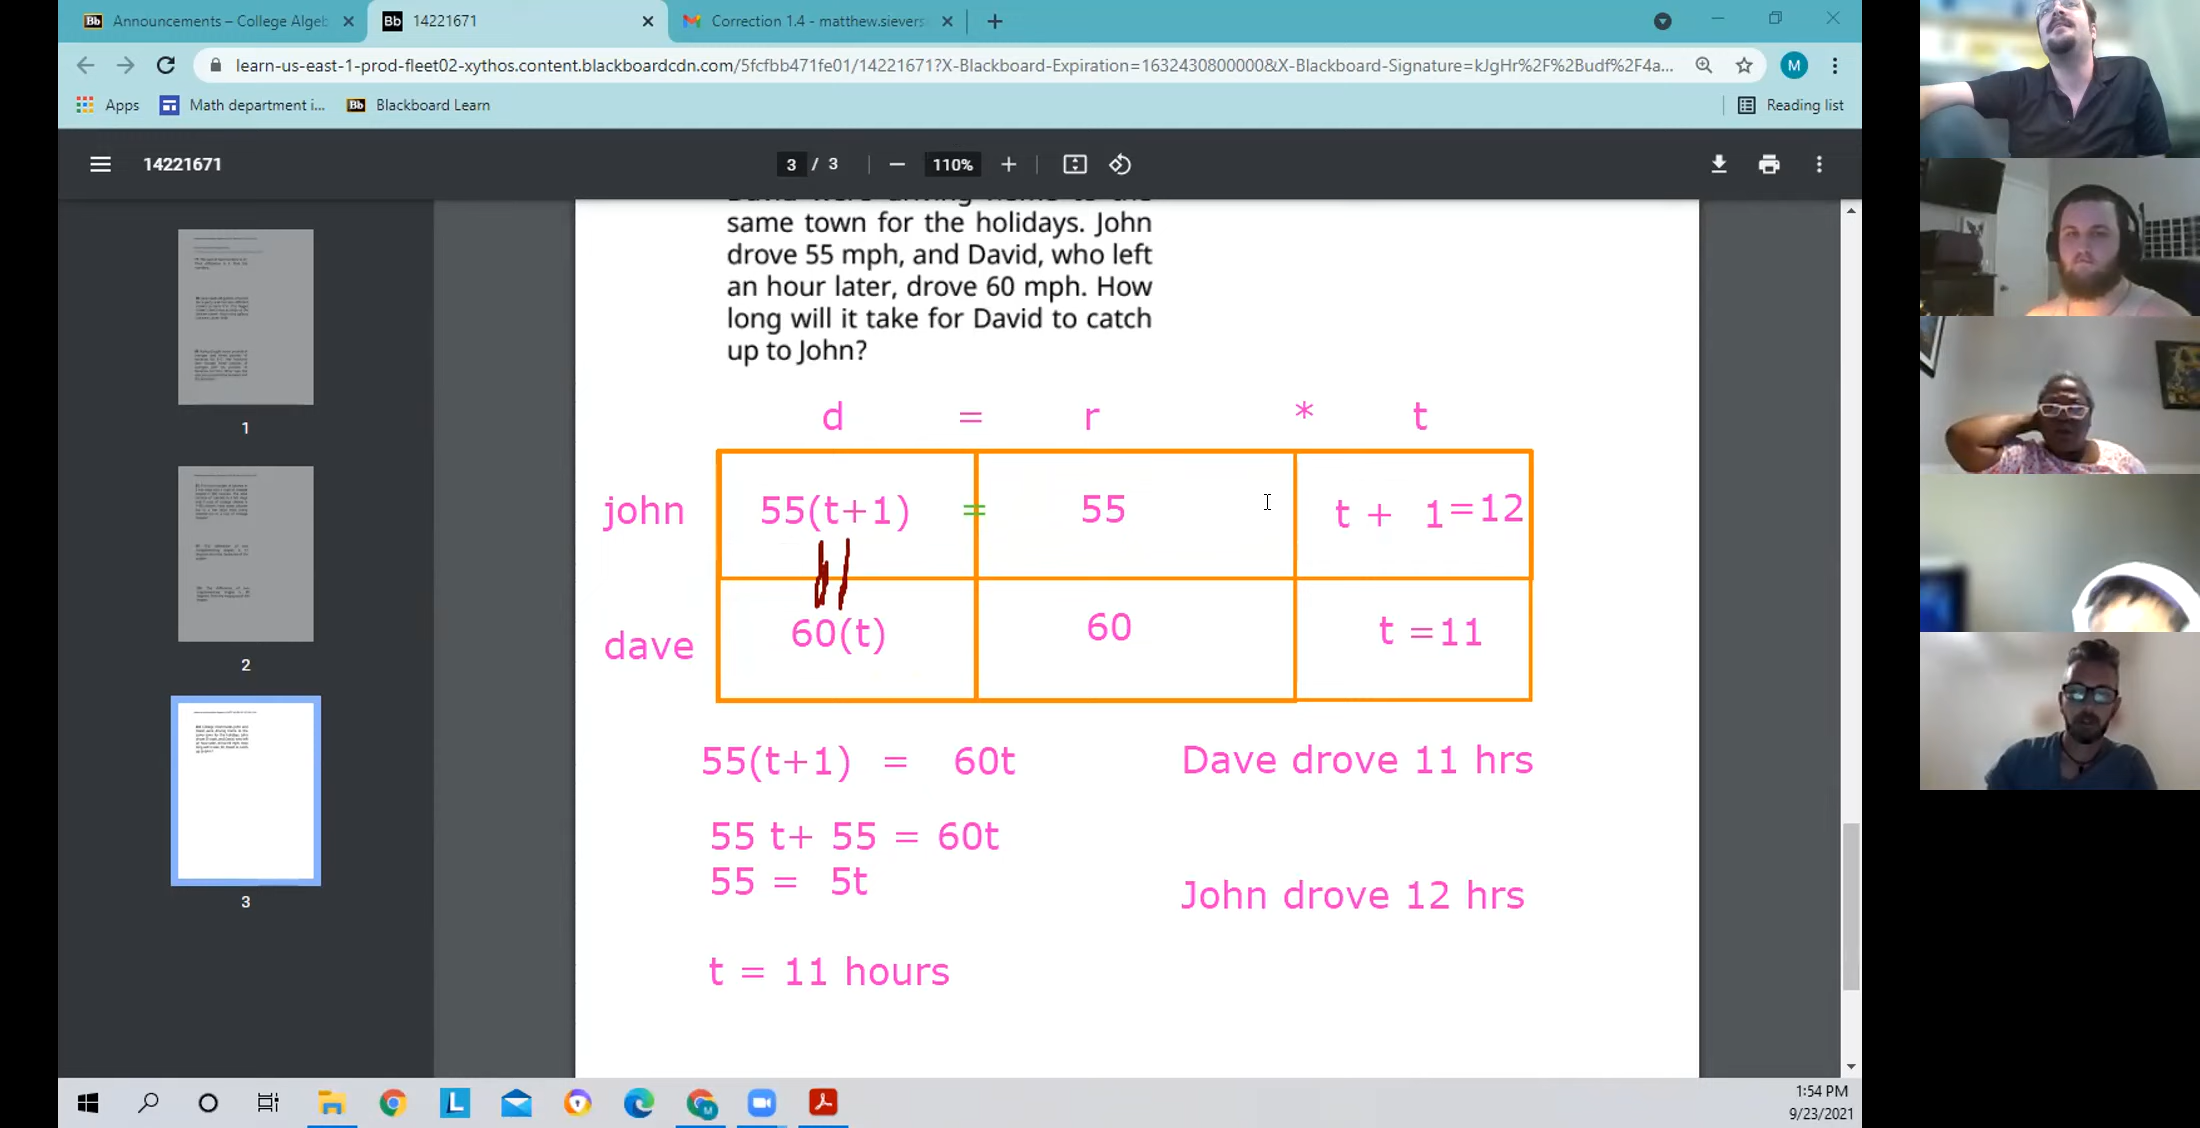 Announcements – College Algeb
14221671
Correction 1.4 - matthew.sievers
learn-us-east-1-prod-fleet02-xythos.content.blackboardcdn.com/5fcfbb471fe01/14221671?X-Blackboard-Expiration=1632430800000&X-Blackboard-Signature=kJgHr%2F%2Budf%2F4a...
M
Apps
Math department i...
Bb
Blackboard Learn
Reading list
14221671
3 / 3
110%
same town for the holidays. John
drove 55 mph, and David, who left
an hour later, drove 60 mph. How
long will it take for David to catch
up to John?
d = r * t
john 55(t+1) = 55 t + 1=12
dave 60(t) 60 t =11
55(t+1) = 60t
55 t+ 55 = 60t
55 = 5t
t = 11 hours
Dave drove 11 hrs
John drove 12 hrs
1
2
3
1:54 PM
9/23/2021